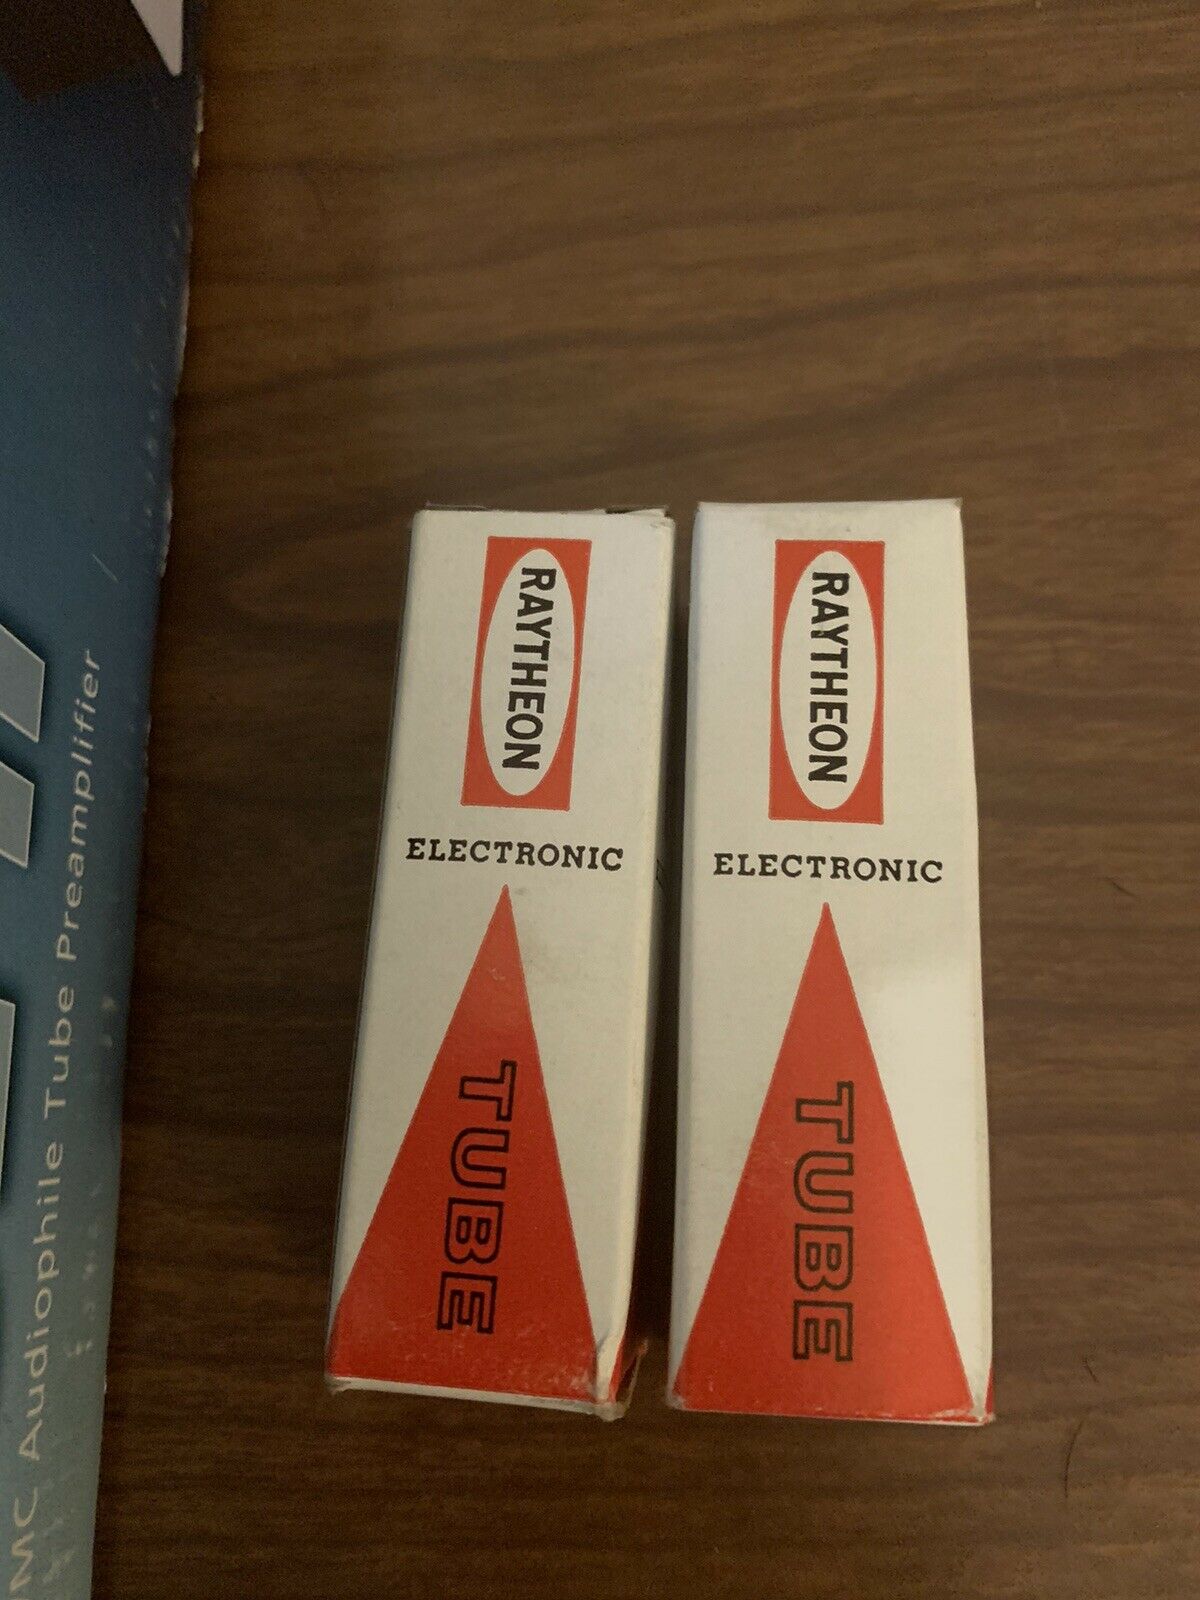 MC Audiophile Tube Preamplifier
RAYTHEON
ELECTRONIC
TUBE
RAYTHEON
ELECTRONIC
TUBE